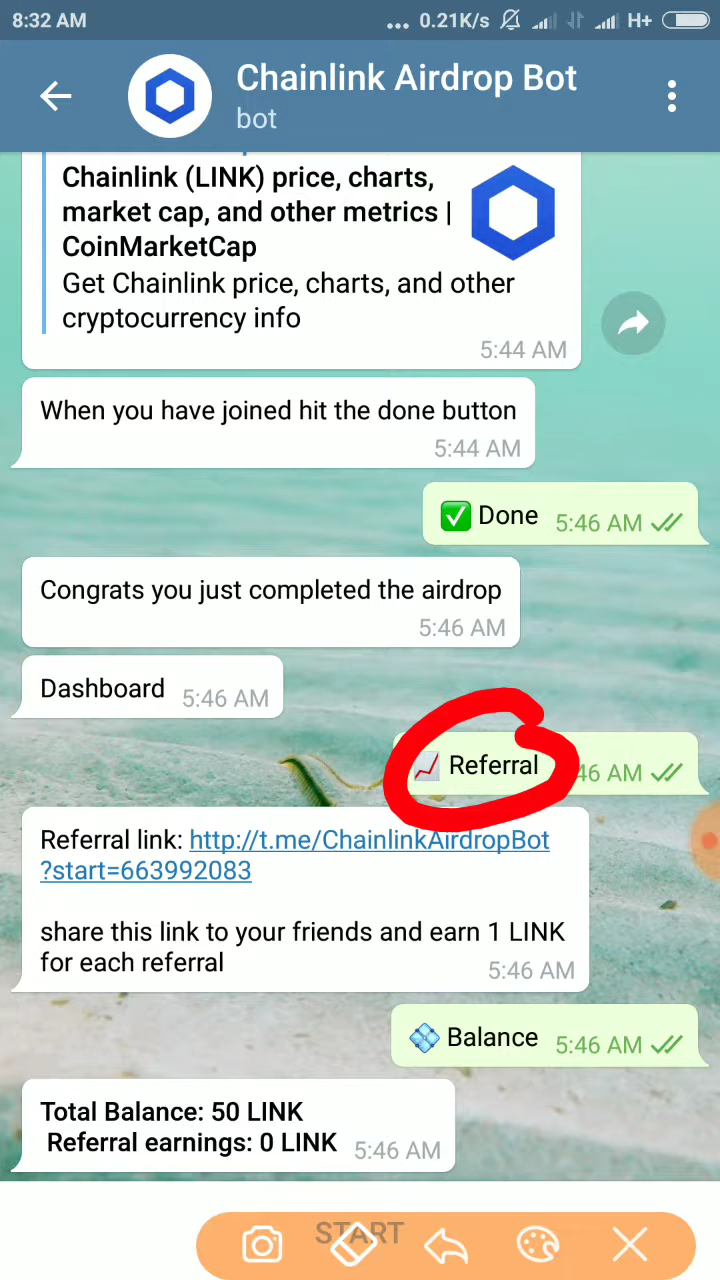 8:32 AM
... 0.21K/s H+
Chainlink Airdrop Bot
bot
Chainlink (LINK) price, charts,
market cap, and other metrics |
CoinMarketCap
Get Chainlink price, charts, and other
cryptocurrency info
5:44 AM
When you have joined hit the done button
5:44 AM
Done 5:46 AM
Congrats you just completed the airdrop
5:46 AM
Dashboard 5:46 AM
Referral 46 AM
Referral link: http://t.me/ChainlinkAirdropBot
?start=663992083
share this link to your friends and earn 1 LINK
for each referral
5:46 AM
Balance 5:46 AM
Total Balance: 50 LINK
Referral earnings: 0 LINK 5:46 AM
START